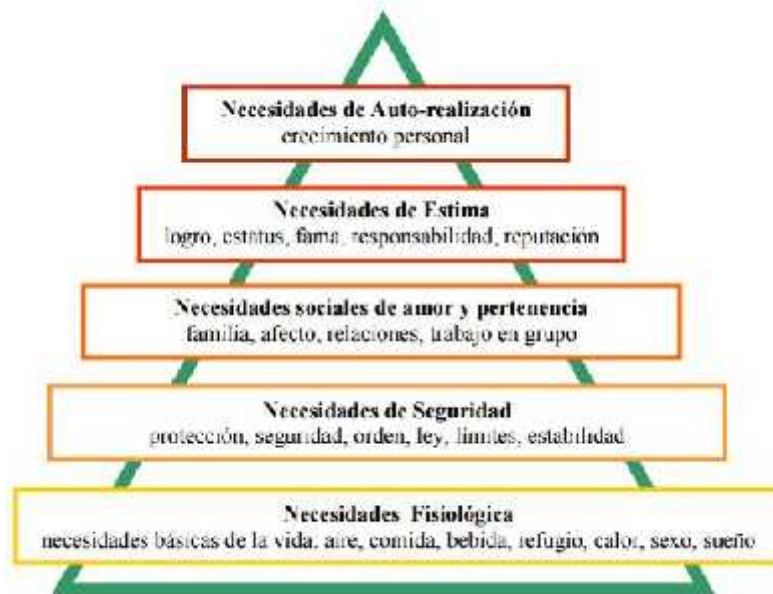 Necesidades de Auto-realización
crecimiento personal
Necesidades de Estima
logro, estatus, fama, responsabilidad, reputación
Necesidades sociales de amor y pertenencia
familia, afecto, relaciones, trabajo en grupo
Necesidades de Seguridad
protección, seguridad, orden, ley, límites, estabilidad
Necesidades Fisiológica
necesidades básicas de la vida: aire, comida, bebida, refugio, calor, sexo, sueño